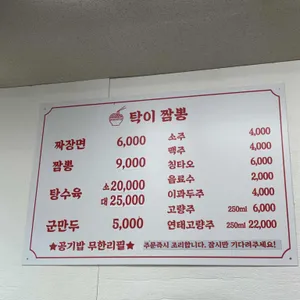 탁이 짬뽕
짜장면 6,000
짬뽕 9,000
탕수육 소 20,000
대 25,000
군만두 5,000
★공기밥 무한리필★
소주 4,000
맥주 4,000
칭타오 6,000
음료수 2,000
이과두주 4,000
고량주 250ml 6,000
연태고량주 250ml 22,000
주문즉시 조리합니다. 잠시만 기다려주세요!